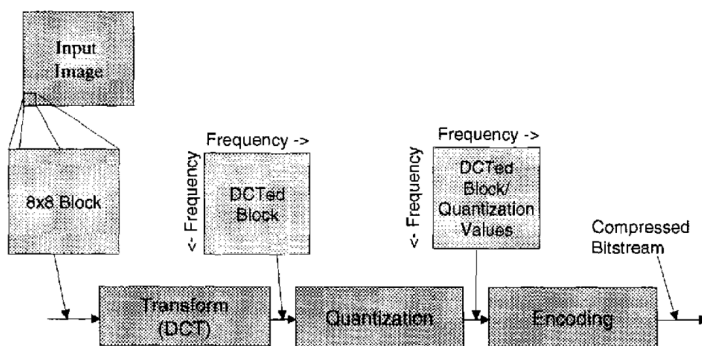 Input
Image
8x8 Block
Frequency ->
<- Frequency
DCTed
Block
Frequency ->
<- Frequency
DCTed
Block/
Quantization
Values
Compressed
Bitstream
Transform
(DCT)
Quantization
Encoding